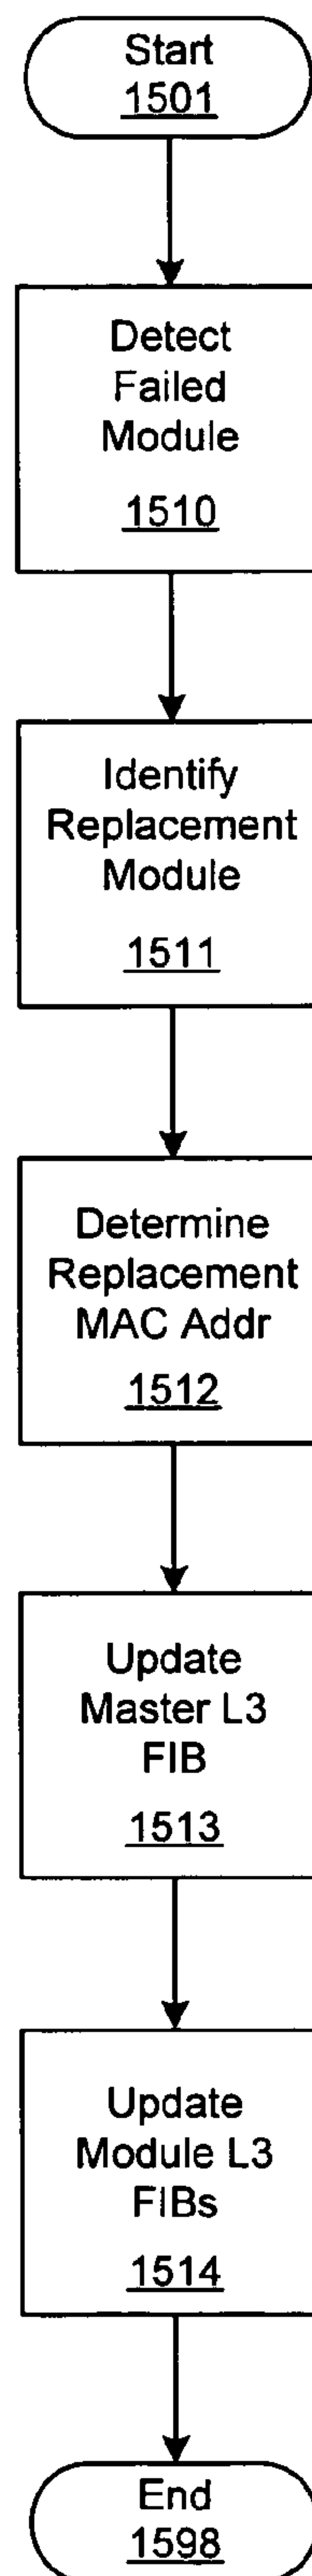 Start
1501
Detect
Failed
Module
1510
Identify
Replacement
Module
1511
Determine
Replacement
MAC Addr
1512
Update
Master L3
FIB
1513
Update
Module L3
FIBs
1514
End
1598